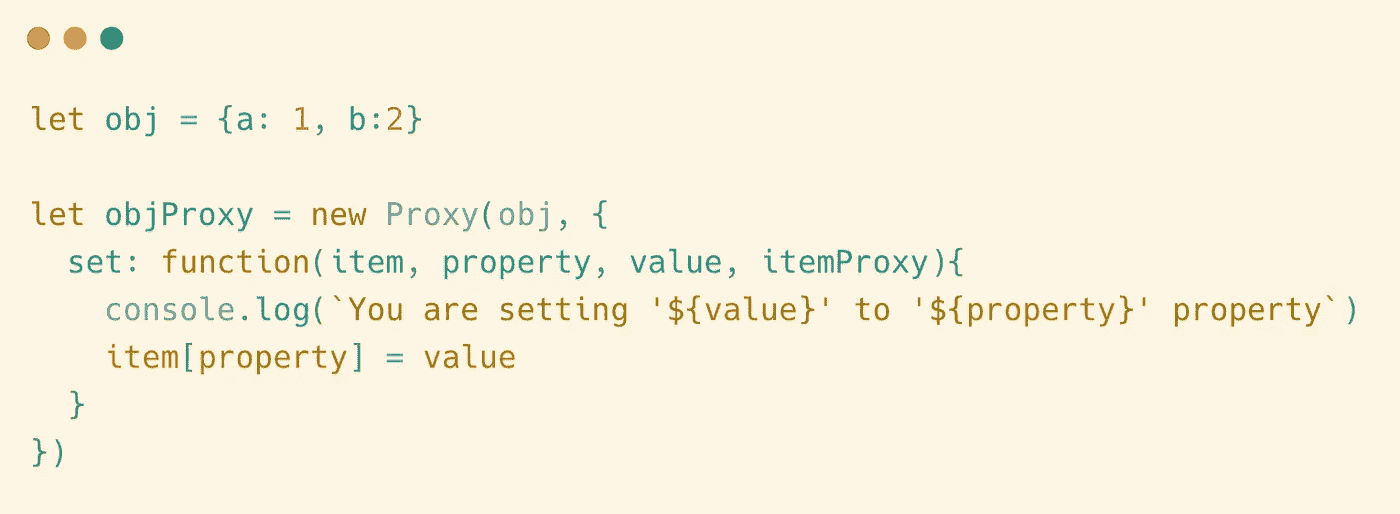 let obj = {a: 1, b:2}
let objProxy = new Proxy(obj, {
  set: function(item, property, value, itemProxy){
    console.log(`You are setting '${value}' to '${property}' property`)
    item[property] = value
  }
})